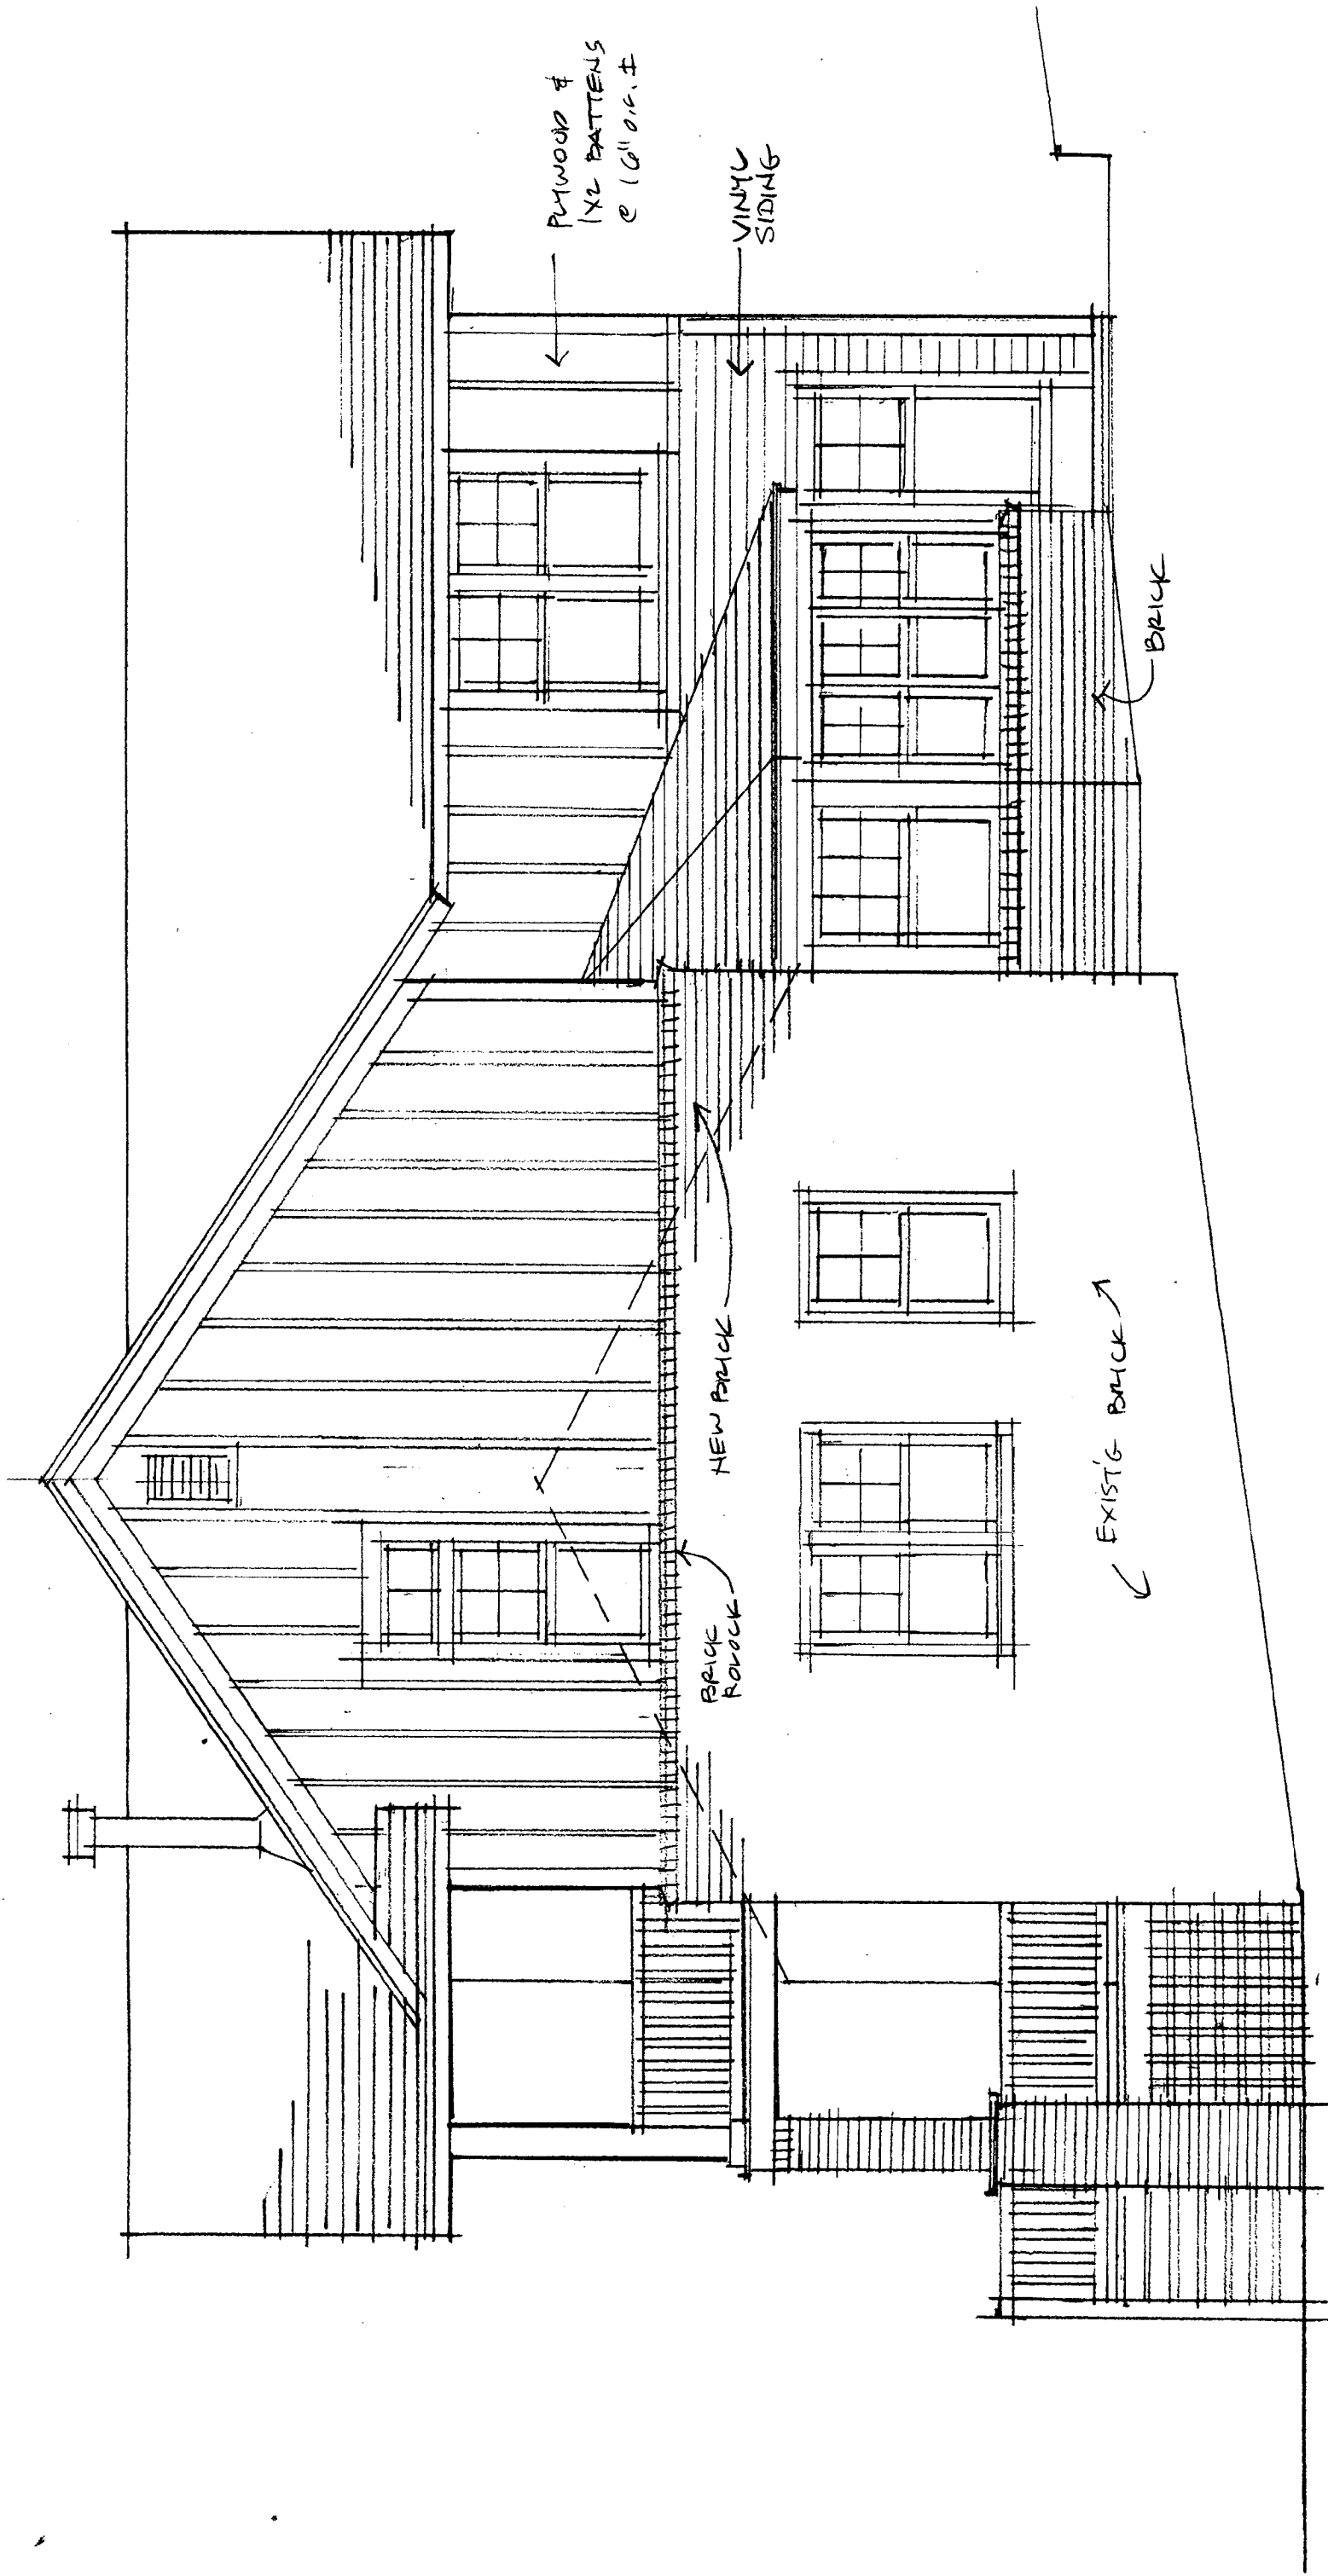 PLYWOOD &
1X2 BATTENS
@ 16" O.C. ±
VINYL
SIDING
NEW BRICK
BRICK
ROLOCK
BRICK
EXIST'G BRICK